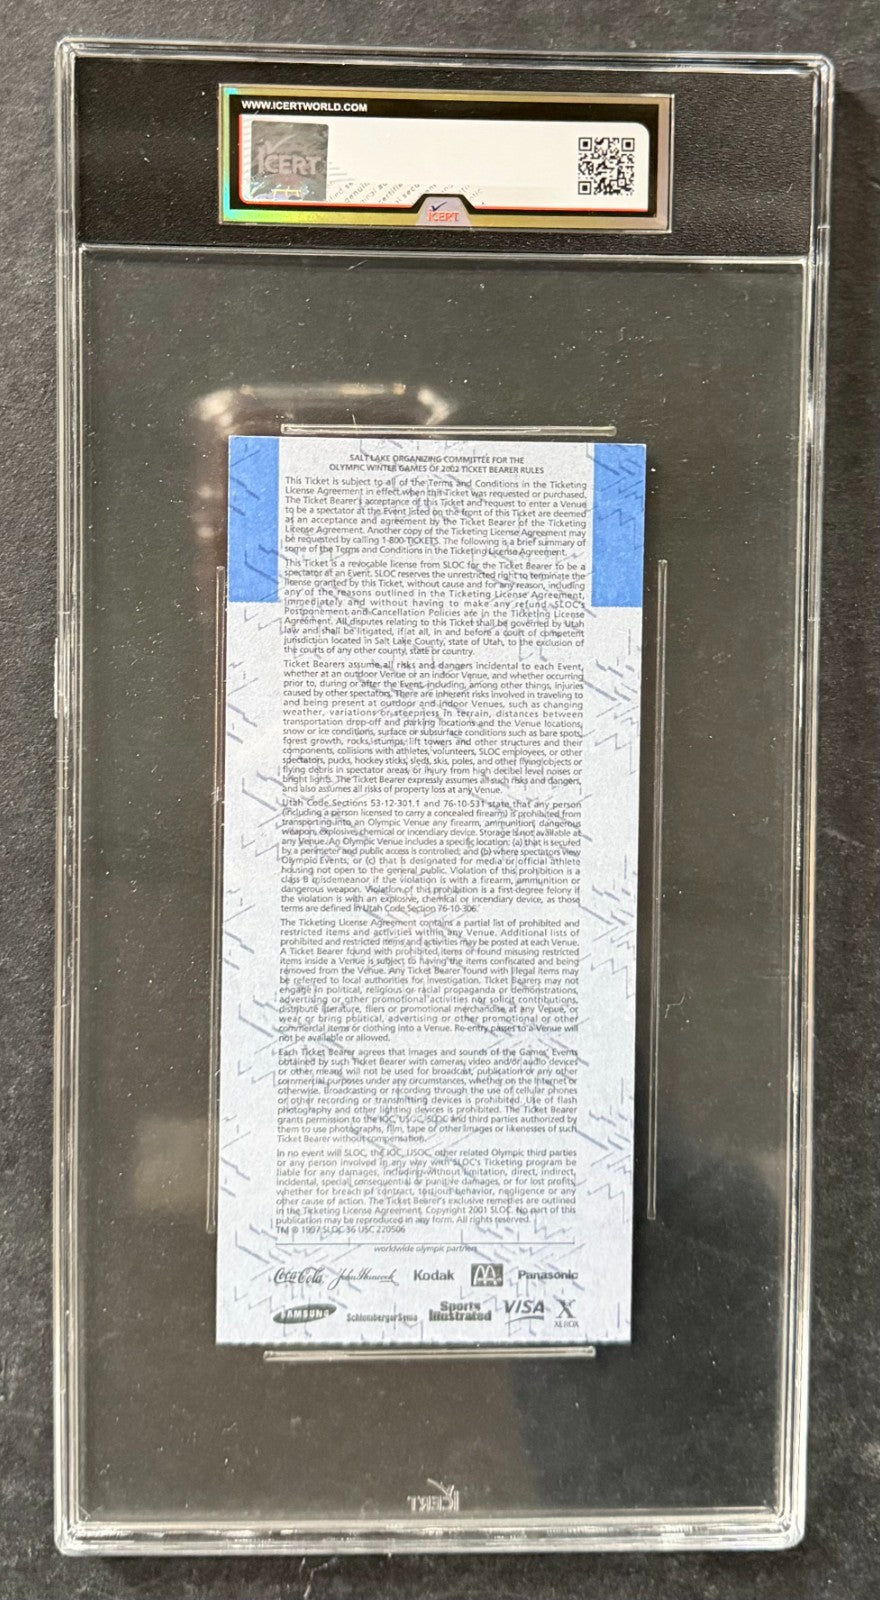 WWW.ICERTWORLD.COM
ICERT
ICERT
SALT LAKE ORGANIZING COMMITTEE FOR THE
OLYMPIC WINTER GAMES OF 2002 TICKET BEARER RULES
This Ticket is subject to all of the Terms and Conditions in the Ticketing
License Agreement in effect when this Ticket was requested or purchased.
The Ticket Bearer's acceptance of this Ticket and request to enter a Venue
to be a spectator at the Event listed on the front of this Ticket are deemed
as an acceptance and agreement by the Ticket Bearer of the Ticketing
License Agreement. Another copy of the Ticketing License Agreement may
be requested by calling 1-800-TICKETS. The following is a brief summary of
some of the Terms and Conditions in the Ticketing License Agreement.
This Ticket is a revocable license from SLOC for the Ticket Bearer to be a
spectator at an Event. SLOC reserves the unrestricted right to terminate the
license granted by this Ticket, without cause and for any reason, including
any of the reasons outlined in the Ticketing License Agreement,
immediately and without having to make any refund. SLOC's
Postponement and Cancellation Policies are in the Ticketing License
Agreement. All disputes relating to this Ticket shall be governed by Utah
law and shall be litigated, if at all, in and before a court of competent
jurisdiction located in Salt Lake County, state of Utah, to the exclusion of
the courts of any other county, state or country.
Ticket Bearers assume all risks and dangers incidental to each Event,
whether at an outdoor Venue or an indoor Venue, and whether occurring
prior to, during or after the Event, including, among other things, injuries
caused by other spectators. There are inherent risks involved in traveling to
and being present at outdoor and indoor Venues, such as changing
weather, variations or steepness in terrain, distances between
transportation drop-off and parking locations and the Venue locations,
snow or ice conditions, surface or subsurface conditions such as bare spots,
forest growth, rocks, stumps, lift towers and other structures and their
components, collisions with athletes, volunteers, SLOC employees, or other
spectators, pucks, hockey sticks, sleds, skis, poles, and other flying objects or
flying debris in spectator areas, or injury from high decibel level noises or
bright lights. The Ticket Bearer expressly assumes all such risks and dangers,
and also assumes all risks of property loss at any Venue.
Utah Code Sections 53-12-301.1 and 76-10-531 state that any person
(including a person licensed to carry a concealed firearm) is prohibited from
transporting into an Olympic Venue any firearm, ammunition, dangerous
weapon, explosive, chemical or incendiary device. Storage is not available at
any Venue. An Olympic Venue includes a specific location: (a) that is secured
by a perimeter and public access is controlled; and (b) where spectators view
Olympic Events, or (c) that is designated for media or official athlete
housing not open to the general public. Violation of this prohibition is a
class B misdemeanor if the violation is with a firearm, ammunition or
dangerous weapon. Violation of this prohibition is a first-degree felony if
the violation is with an explosive, chemical or incendiary device, as those
terms are defined in Utah Code Section 76-10-306.
The Ticketing License Agreement contains a partial list of prohibited and
restricted items and activities within any Venue. Additional lists of
prohibited and restricted items and activities may be posted at each Venue.
A Ticket Bearer found with prohibited items or found misusing restricted
items inside a Venue is subject to having the items confiscated and being
removed from the Venue. Any Ticket Bearer found with illegal items may
be referred to local authorities for investigation. Ticket Bearers may not
engage in political, religious or racial propaganda or demonstrations,
advertising or other promotional activities nor solicit contributions,
distribute literature, fliers or promotional merchandise at any Venue, or
wear or bring political, advertising or other promotional or other
commercial items or clothing into a Venue. Re-entry passes to a Venue will
not be available or allowed.
Each Ticket Bearer agrees that images and sounds of the Games' Events
obtained by such Ticket Bearer with cameras, video and/or audio devices
or other means will not be used for broadcast, publication or any other
commercial purposes under any circumstances, whether on the Internet or
otherwise. Broadcasting or recording through the use of cellular phones
or other recording or transmitting devices is prohibited. Use of flash
photography and other lighting devices is prohibited. The Ticket Bearer
grants permission to the IOC, USOC, SLOC and third parties authorized by
them to use photographs, film, tape or other images or likenesses of such
Ticket Bearer without compensation.
In no event will SLOC, the IOC, USOC, other related Olympic third parties
or any person involved in any way with SLOC's Ticketing program be
liable for any damages, including without limitation, direct, indirect,
incidental, special, consequential or punitive damages, or for lost profits,
whether for breach of contract, tortious behavior, negligence or any
other cause of action. The Ticket Bearer's exclusive remedies are outlined
in the Ticketing License Agreement. Copyright 2001 SLOC. No part of this
publication may be reproduced in any form. All rights reserved.
TM © 1997 SLOC 36 USC 220506
worldwide olympic partners
Coca-Cola John Hancock Kodak Panasonic
SAMSUNG SchlumbergerSema Sports Illustrated VISA X XEROX
ICERT